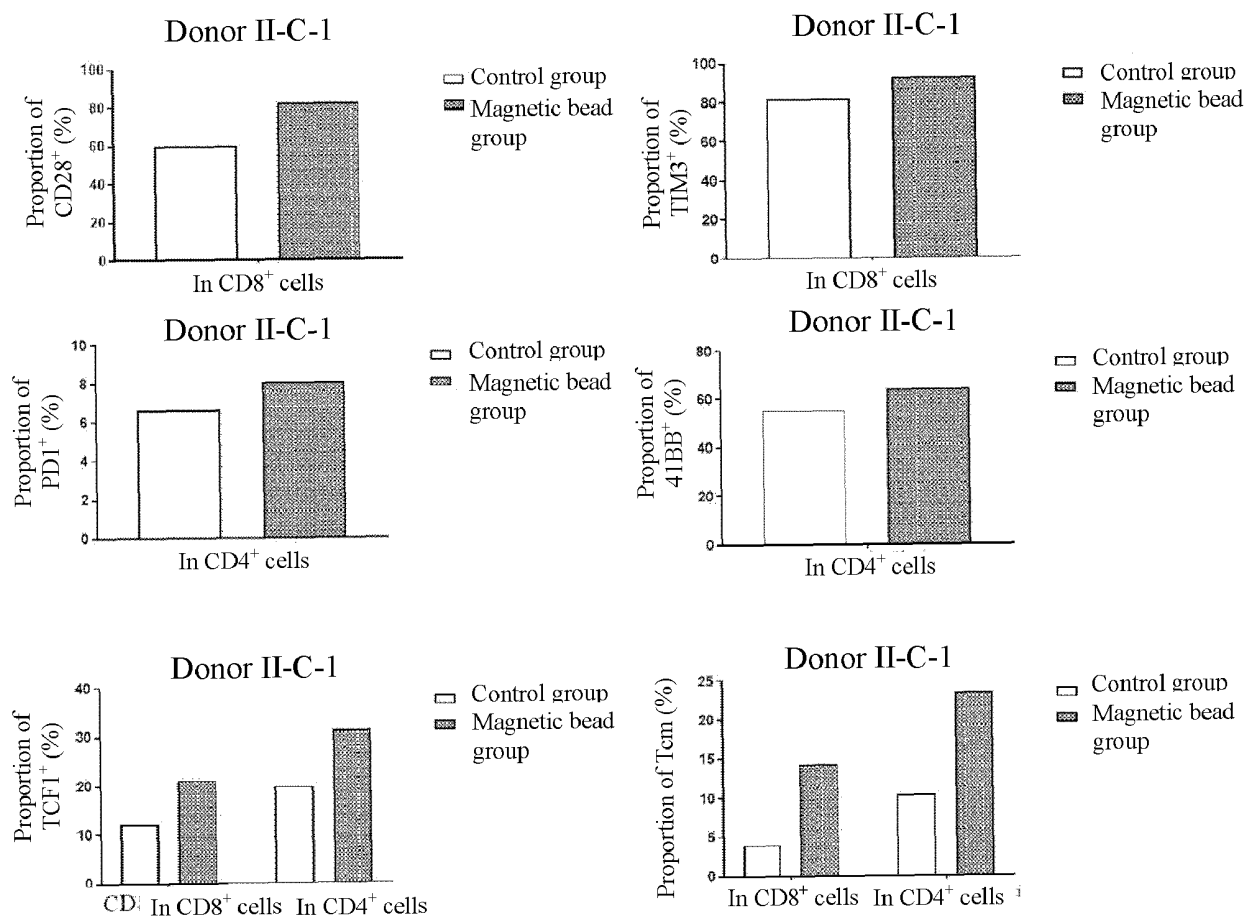 Donor II-C-1
Proportion of
CD28⁺ (%)
100
80
60
40
20
0
In CD8⁺ cells
Control group
Magnetic bead
group
Donor II-C-1
Proportion of
TIM3⁺ (%)
100
80
60
40
20
0
In CD8⁺ cells
Control group
Magnetic bead
group
Donor II-C-1
Proportion of
PD1⁺ (%)
10
8
6
4
2
0
In CD4⁺ cells
Control group
Magnetic bead
group
Donor II-C-1
Proportion of
41BB⁺ (%)
80
60
40
20
0
In CD4⁺ cells
Control group
Magnetic bead
group
Donor II-C-1
Proportion of
TCF1⁺ (%)
40
30
20
10
0
CD
In CD8⁺ cells
In CD4⁺ cells
Control group
Magnetic bead
group
Donor II-C-1
Proportion of Tcm (%)
25
20
15
10
5
0
In CD8⁺ cells
In CD4⁺ cells
Control group
Magnetic bead
group